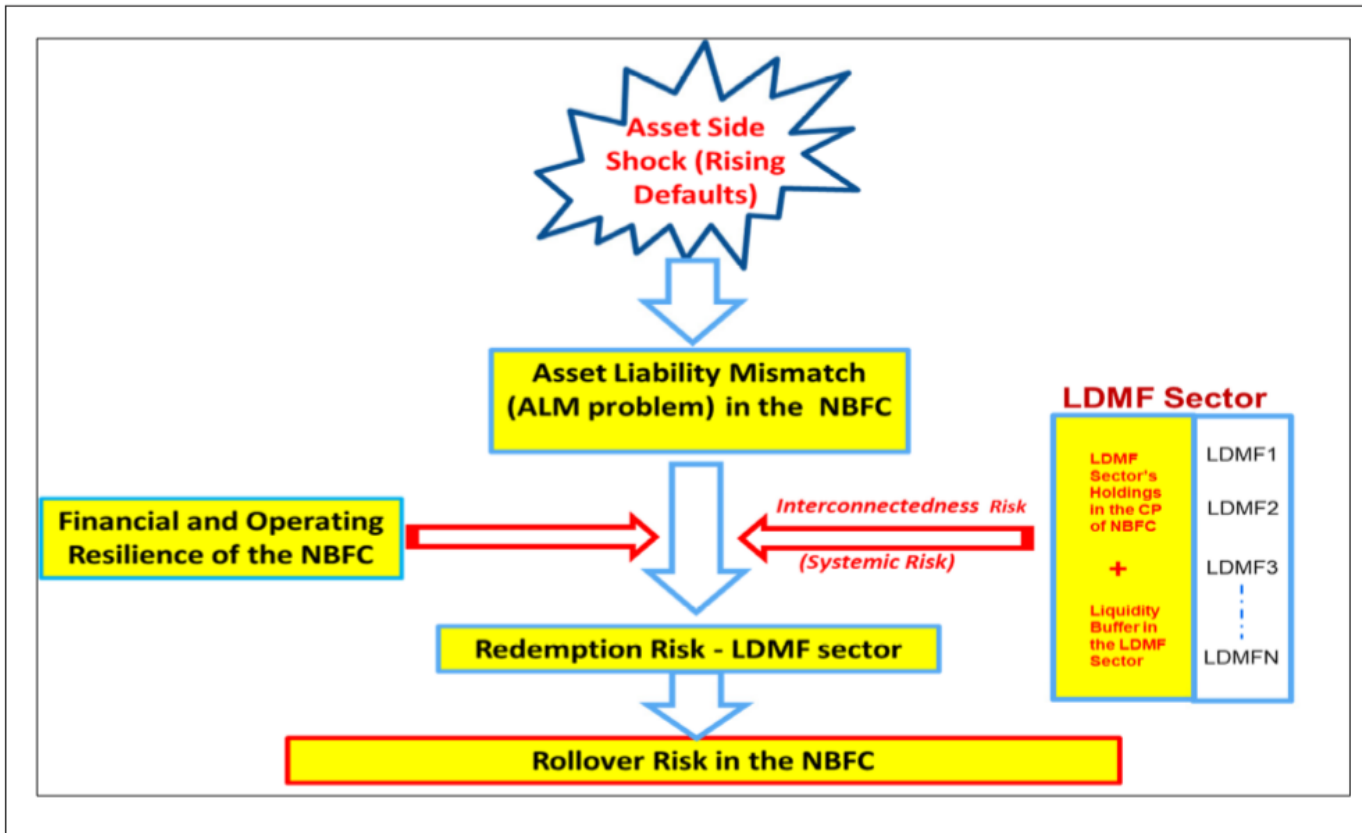 Asset Side
Shock (Rising
Defaults)
Asset Liability Mismatch
(ALM problem) in the NBFC
Financial and Operating
Resilience of the NBFC
Interconnectedness Risk
(Systemic Risk)
LDMF Sector
LDMF
Sector's
Holdings
in the CP
of NBFC
+
Liquidity
Buffer in
the LDMF
Sector
LDMF1
LDMF2
LDMF3
LDMFN
Redemption Risk - LDMF sector
Rollover Risk in the NBFC